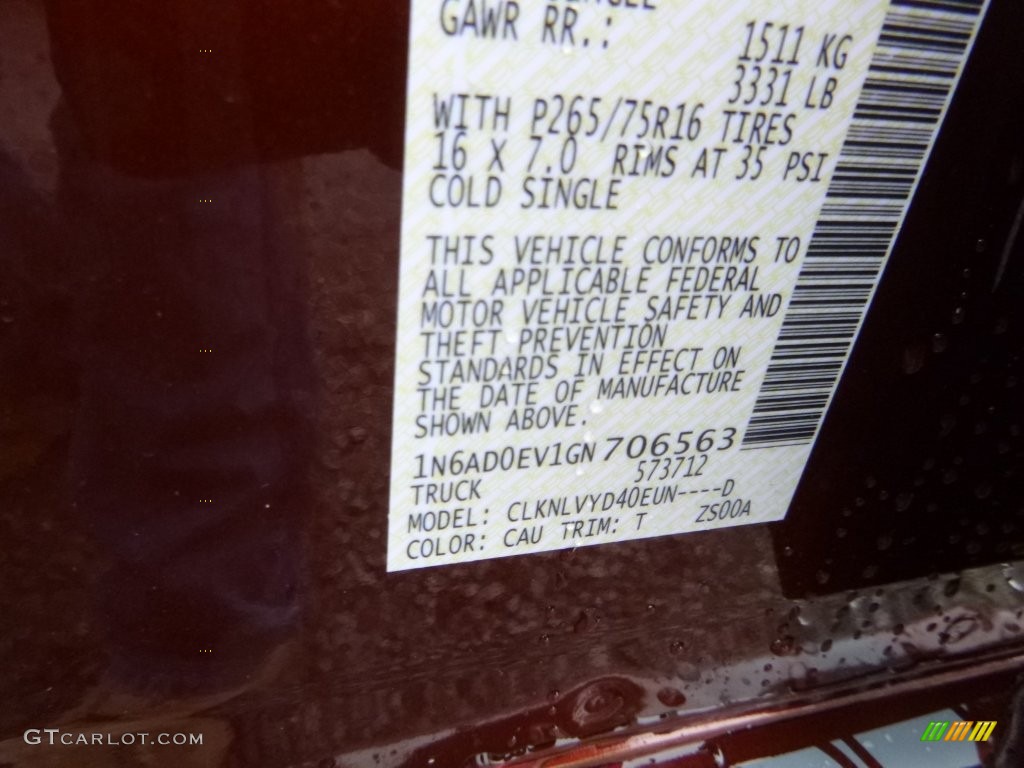 GAWR RR.:
1511 KG
3331 LB
WITH P265/75R16 TIRES
16 X 7.0 RIMS AT 35 PSI
COLD SINGLE
THIS VEHICLE CONFORMS TO
ALL APPLICABLE FEDERAL
MOTOR VEHICLE SAFETY AND
THEFT PREVENTION
STANDARDS IN EFFECT ON
THE DATE OF MANUFACTURE
SHOWN ABOVE.
1N6AD0EV1GN706563
573712
TRUCK
MODEL: CLKNLVYD40EUN----D
COLOR: CAU TRIM: T ZS00A
GTCARLOT.COM